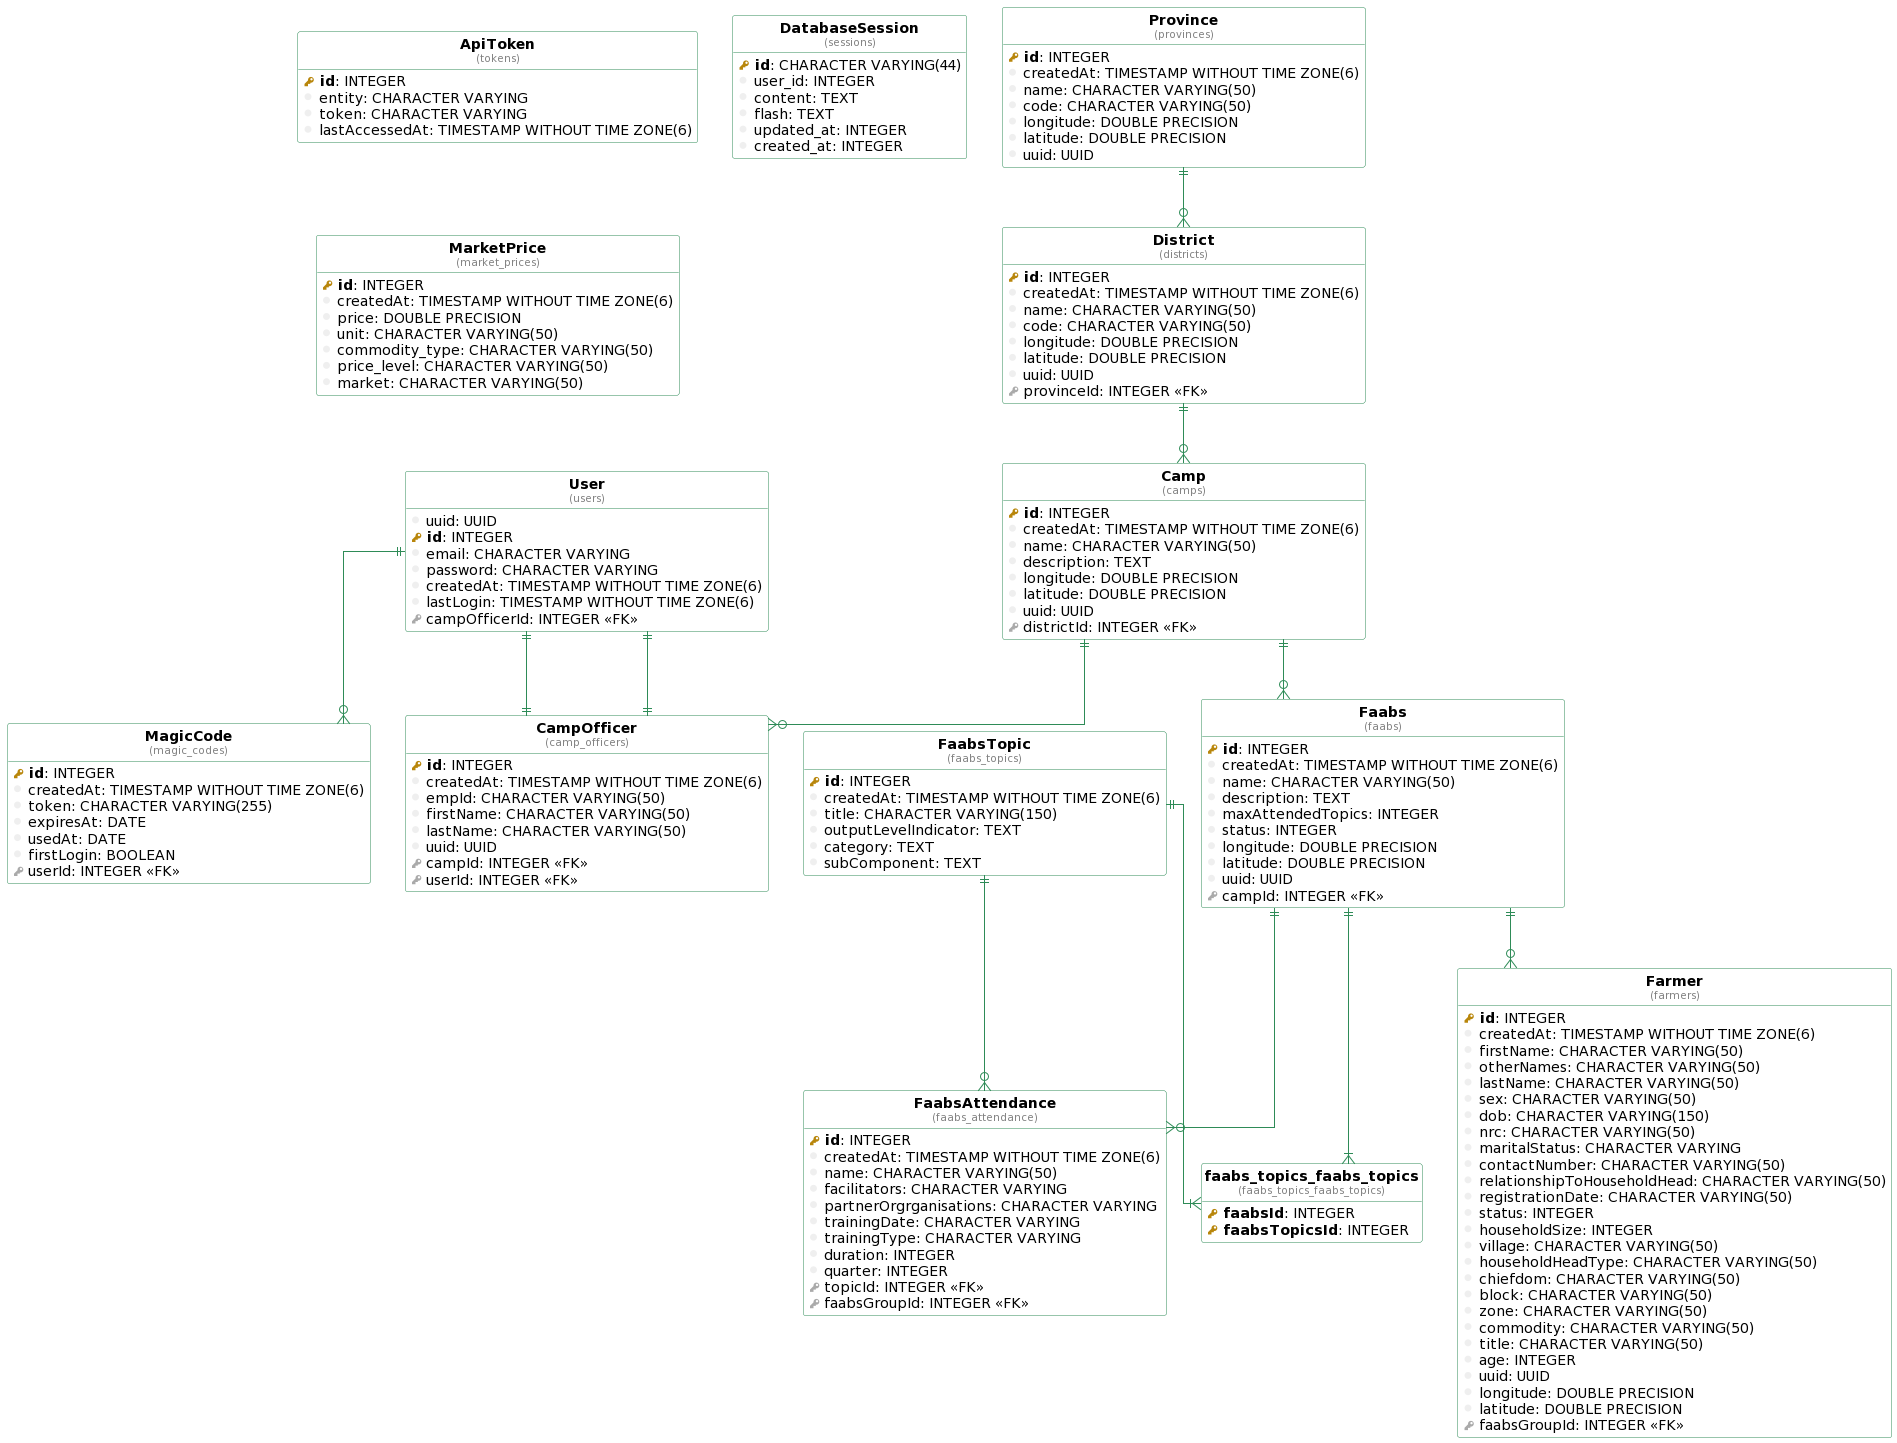 ApiToken
(tokens)
id: INTEGER
entity: CHARACTER VARYING
token: CHARACTER VARYING
lastAccessedAt: TIMESTAMP WITHOUT TIME ZONE(6)
DatabaseSession
(sessions)
id: CHARACTER VARYING(44)
user_id: INTEGER
content: TEXT
flash: TEXT
updated_at: INTEGER
created_at: INTEGER
Province
(provinces)
id: INTEGER
createdAt: TIMESTAMP WITHOUT TIME ZONE(6)
name: CHARACTER VARYING(50)
code: CHARACTER VARYING(50)
longitude: DOUBLE PRECISION
latitude: DOUBLE PRECISION
uuid: UUID
MarketPrice
(market_prices)
id: INTEGER
createdAt: TIMESTAMP WITHOUT TIME ZONE(6)
price: DOUBLE PRECISION
unit: CHARACTER VARYING(50)
commodity_type: CHARACTER VARYING(50)
price_level: CHARACTER VARYING(50)
market: CHARACTER VARYING(50)
District
(districts)
id: INTEGER
createdAt: TIMESTAMP WITHOUT TIME ZONE(6)
name: CHARACTER VARYING(50)
code: CHARACTER VARYING(50)
longitude: DOUBLE PRECISION
latitude: DOUBLE PRECISION
uuid: UUID
provinceId: INTEGER «FK»
User
(users)
uuid: UUID
id: INTEGER
email: CHARACTER VARYING
password: CHARACTER VARYING
createdAt: TIMESTAMP WITHOUT TIME ZONE(6)
lastLogin: TIMESTAMP WITHOUT TIME ZONE(6)
campOfficerId: INTEGER «FK»
Camp
(camps)
id: INTEGER
createdAt: TIMESTAMP WITHOUT TIME ZONE(6)
name: CHARACTER VARYING(50)
description: TEXT
longitude: DOUBLE PRECISION
latitude: DOUBLE PRECISION
uuid: UUID
districtId: INTEGER «FK»
MagicCode
(magic_codes)
id: INTEGER
createdAt: TIMESTAMP WITHOUT TIME ZONE(6)
token: CHARACTER VARYING(255)
expiresAt: DATE
usedAt: DATE
firstLogin: BOOLEAN
userId: INTEGER «FK»
CampOfficer
(camp_officers)
id: INTEGER
createdAt: TIMESTAMP WITHOUT TIME ZONE(6)
empId: CHARACTER VARYING(50)
firstName: CHARACTER VARYING(50)
lastName: CHARACTER VARYING(50)
uuid: UUID
campId: INTEGER «FK»
userId: INTEGER «FK»
FaabsTopic
(faabs_topics)
id: INTEGER
createdAt: TIMESTAMP WITHOUT TIME ZONE(6)
title: CHARACTER VARYING(150)
outputLevelIndicator: TEXT
category: TEXT
subComponent: TEXT
Faabs
(faabs)
id: INTEGER
createdAt: TIMESTAMP WITHOUT TIME ZONE(6)
name: CHARACTER VARYING(50)
description: TEXT
maxAttendedTopics: INTEGER
status: INTEGER
longitude: DOUBLE PRECISION
latitude: DOUBLE PRECISION
uuid: UUID
campId: INTEGER «FK»
FaabsAttendance
(faabs_attendance)
id: INTEGER
createdAt: TIMESTAMP WITHOUT TIME ZONE(6)
name: CHARACTER VARYING(50)
facilitators: CHARACTER VARYING
partnerOrgrganisations: CHARACTER VARYING
trainingDate: CHARACTER VARYING
trainingType: CHARACTER VARYING
duration: INTEGER
quarter: INTEGER
topicId: INTEGER «FK»
faabsGroupId: INTEGER «FK»
faabs_topics_faabs_topics
(faabs_topics_faabs_topics)
faabsId: INTEGER
faabsTopicsId: INTEGER
Farmer
(farmers)
id: INTEGER
createdAt: TIMESTAMP WITHOUT TIME ZONE(6)
firstName: CHARACTER VARYING(50)
otherNames: CHARACTER VARYING(50)
lastName: CHARACTER VARYING(50)
sex: CHARACTER VARYING(50)
dob: CHARACTER VARYING(150)
nrc: CHARACTER VARYING(50)
maritalStatus: CHARACTER VARYING
contactNumber: CHARACTER VARYING(50)
relationshipToHouseholdHead: CHARACTER VARYING(50)
registrationDate: CHARACTER VARYING(50)
status: INTEGER
householdSize: INTEGER
village: CHARACTER VARYING(50)
householdHeadType: CHARACTER VARYING(50)
chiefdom: CHARACTER VARYING(50)
block: CHARACTER VARYING(50)
zone: CHARACTER VARYING(50)
commodity: CHARACTER VARYING(50)
title: CHARACTER VARYING(50)
age: INTEGER
uuid: UUID
longitude: DOUBLE PRECISION
latitude: DOUBLE PRECISION
faabsGroupId: INTEGER «FK»